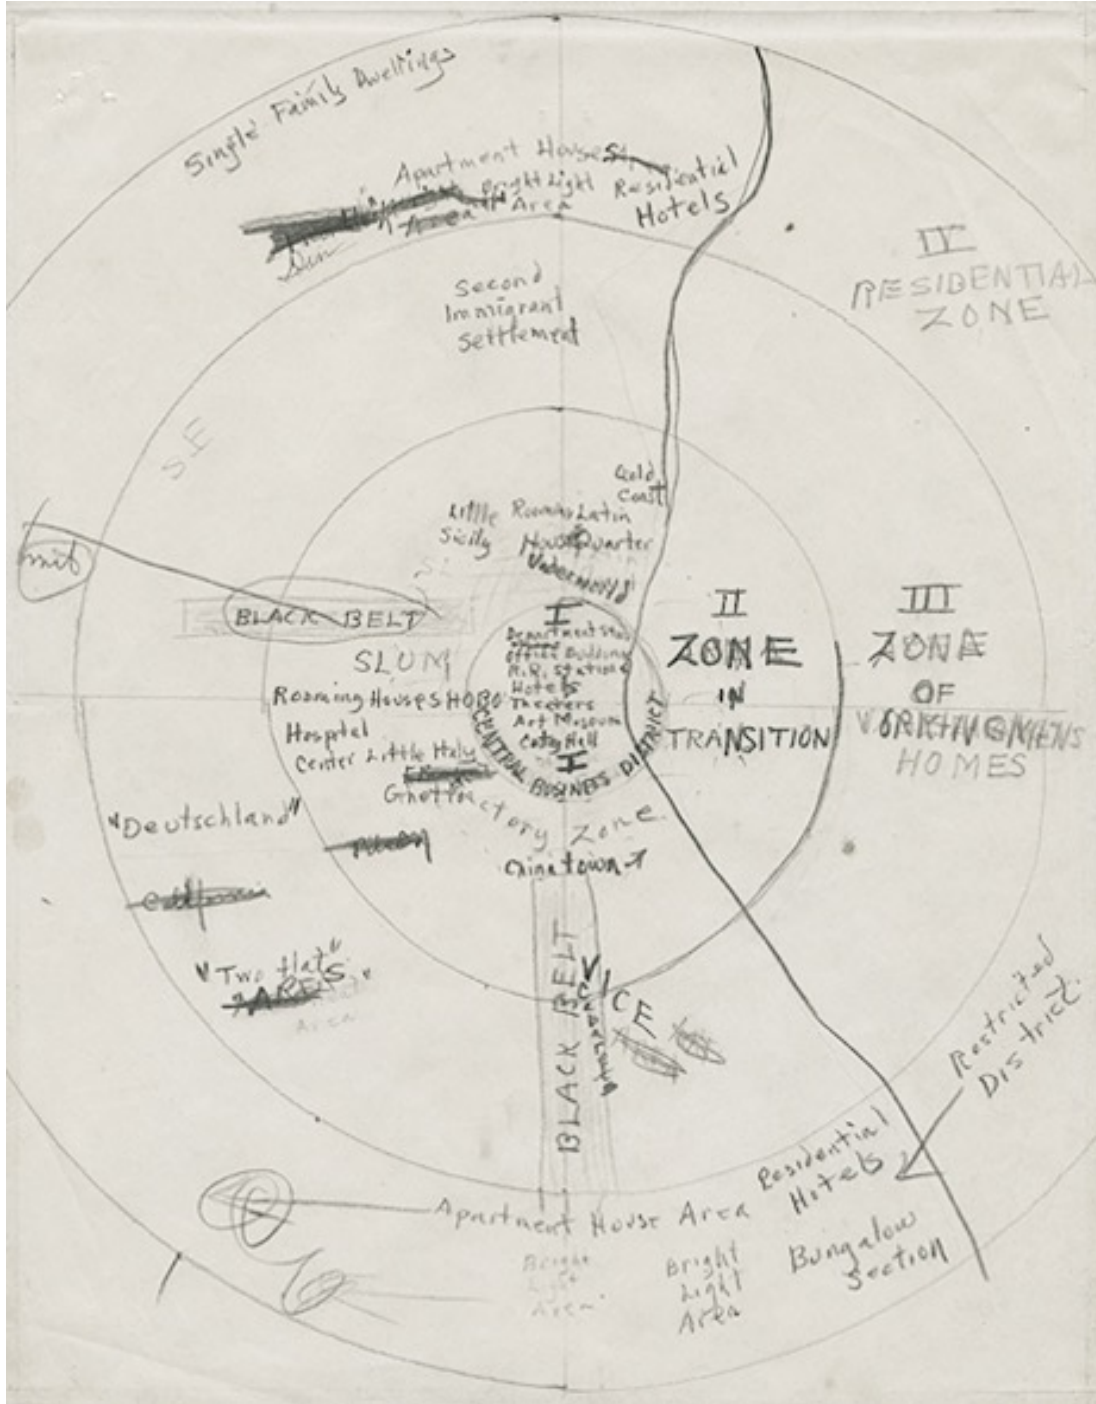 Single Family Dwellings
Apartment Houses
Bright Light
Area
Residential
Hotels
IV
RESIDENTIAL
ZONE
Second
Immigrant
Settlement
Gold
Coast
Little
Sicily
Rooming
House
Latin
Quarter
Underworld
omit
BLACK BELT
SLUM
Rooming Houses HOBO
Hospital
Center Little Italy
Ghetto
I
Department Stores
Office Building
R.R. Stations
Hotels
Theaters
Art Museum
City Hall
I
CENTRAL BUSINESS DISTRICT
II
ZONE
IN
TRANSITION
III
ZONE
OF
WORKINGMENS
HOMES
Factory Zone
Chinatown
"Deutschland"
"Two flat"
Area
BLACK BELT
VICE
Restricted
District
Apartment House Area
Residential
Hotels
Bright
Light
Area
Bright
Light
Area
Bungalow
Section